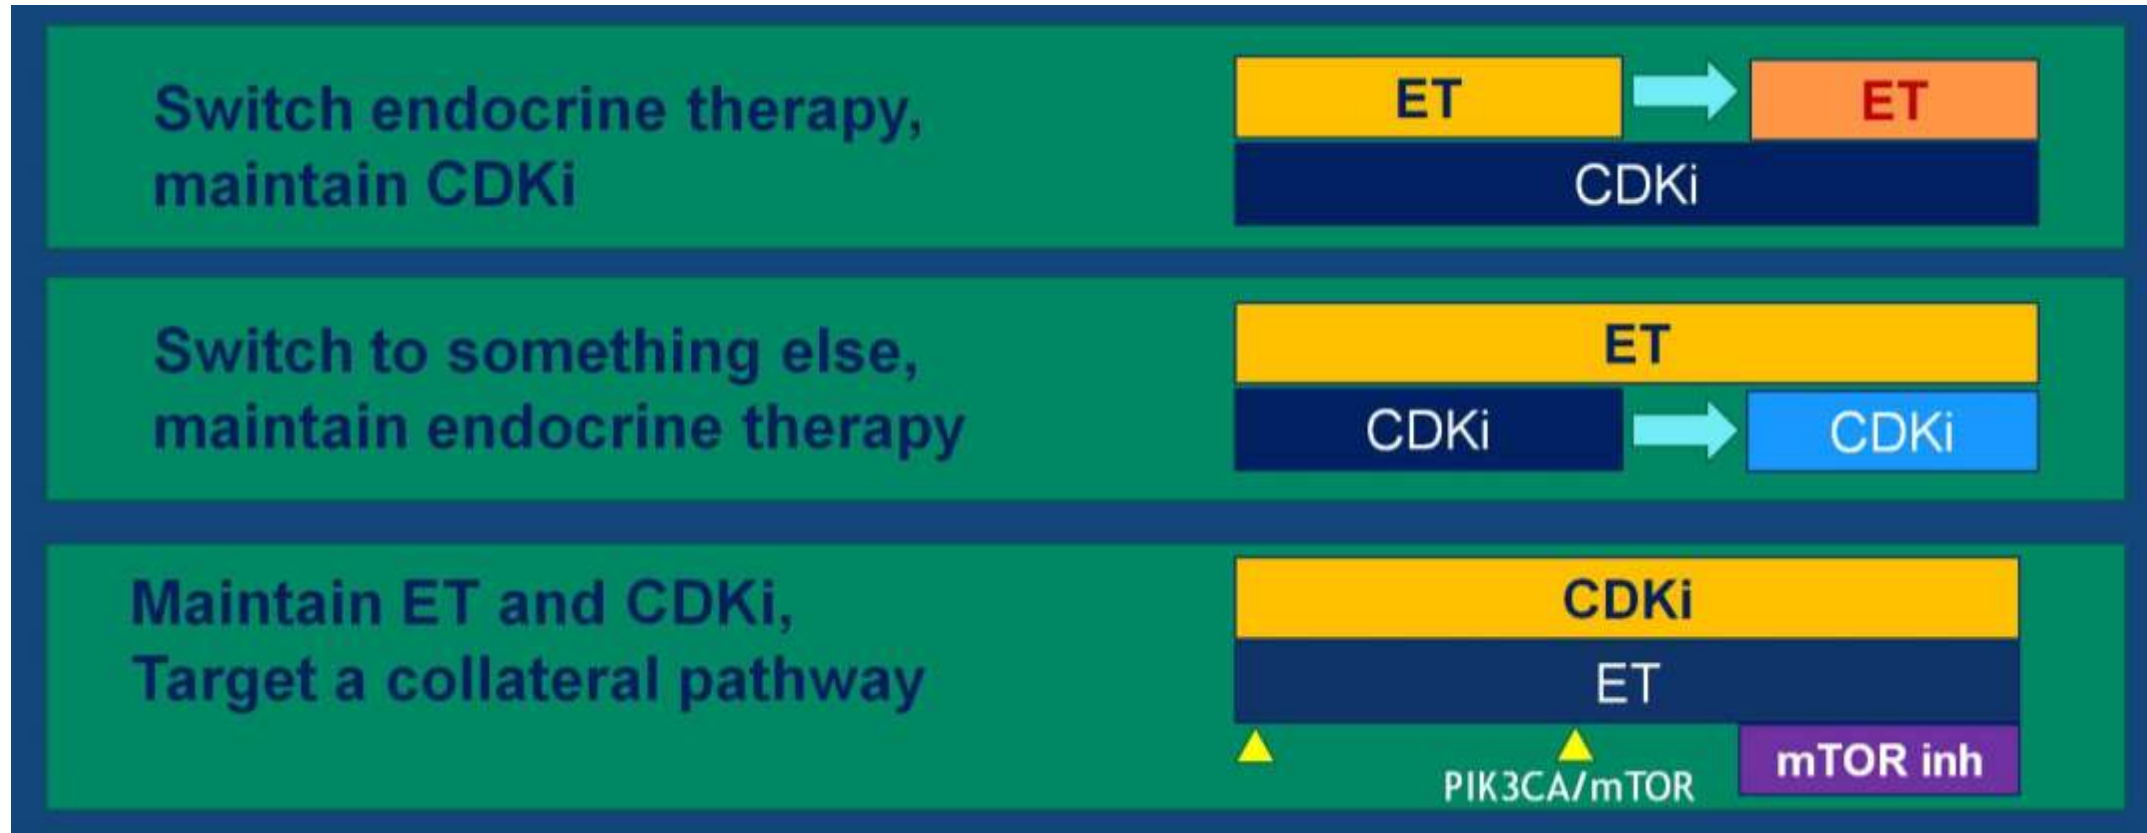 Switch endocrine therapy,
maintain CDKi
ET
ET
CDKi
Switch to something else,
maintain endocrine therapy
ET
CDKi
CDKi
Maintain ET and CDKi,
Target a collateral pathway
CDKi
ET
PIK3CA/mTOR
mTOR inh